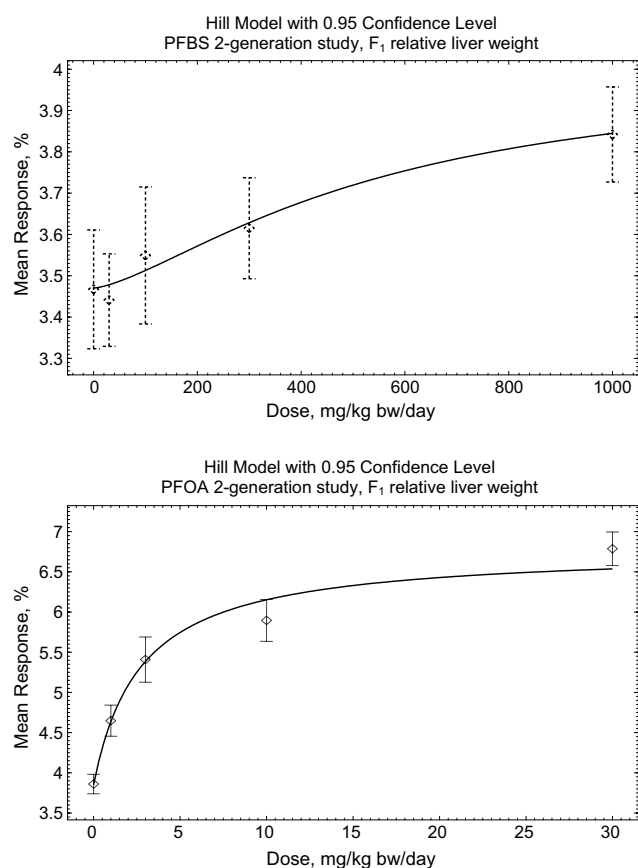 Hill Model with 0.95 Confidence Level
PFBS 2-generation study, F₁ relative liver weight
4
3.9
3.8
3.7
3.6
3.5
3.4
3.3
Mean Response, %
0 200 400 600 800 1000
Dose, mg/kg bw/day
Hill Model with 0.95 Confidence Level
PFOA 2-generation study, F₁ relative liver weight
7
6.5
6
5.5
5
4.5
4
3.5
Mean Response, %
0 5 10 15 20 25 30
Dose, mg/kg bw/day